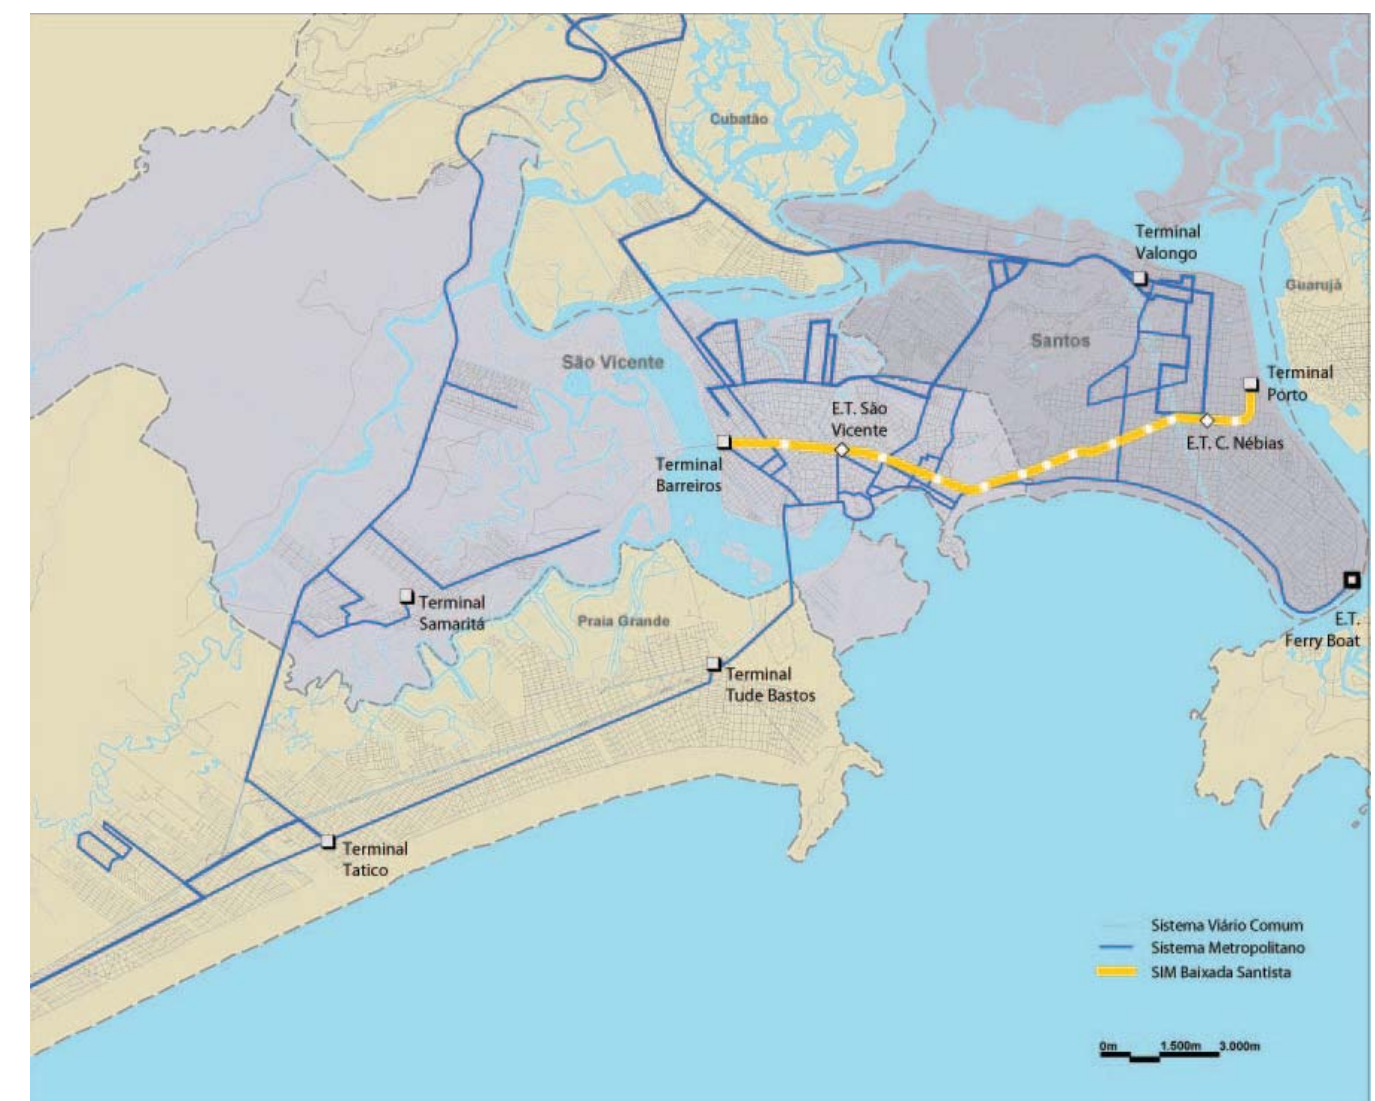 Cubatão
Terminal
Valongo
Guarujá
Santos
São Vicente
Terminal
Porto
E.T. São
Vicente
E.T. C. Nébias
Terminal
Barreiros
Terminal
Samaritá
Praia Grande
E.T.
Ferry Boat
Terminal
Tude Bastos
Terminal
Tatico
Sistema Viário Comum
Sistema Metropolitano
SIM Baixada Santista
0m 1.500m 3.000m